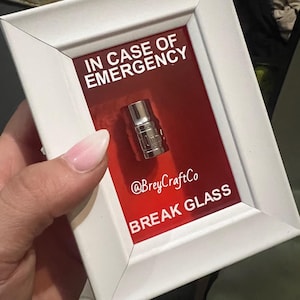 IN CASE OF
EMERGENCY
@BreyCraftCo
BREAK GLASS